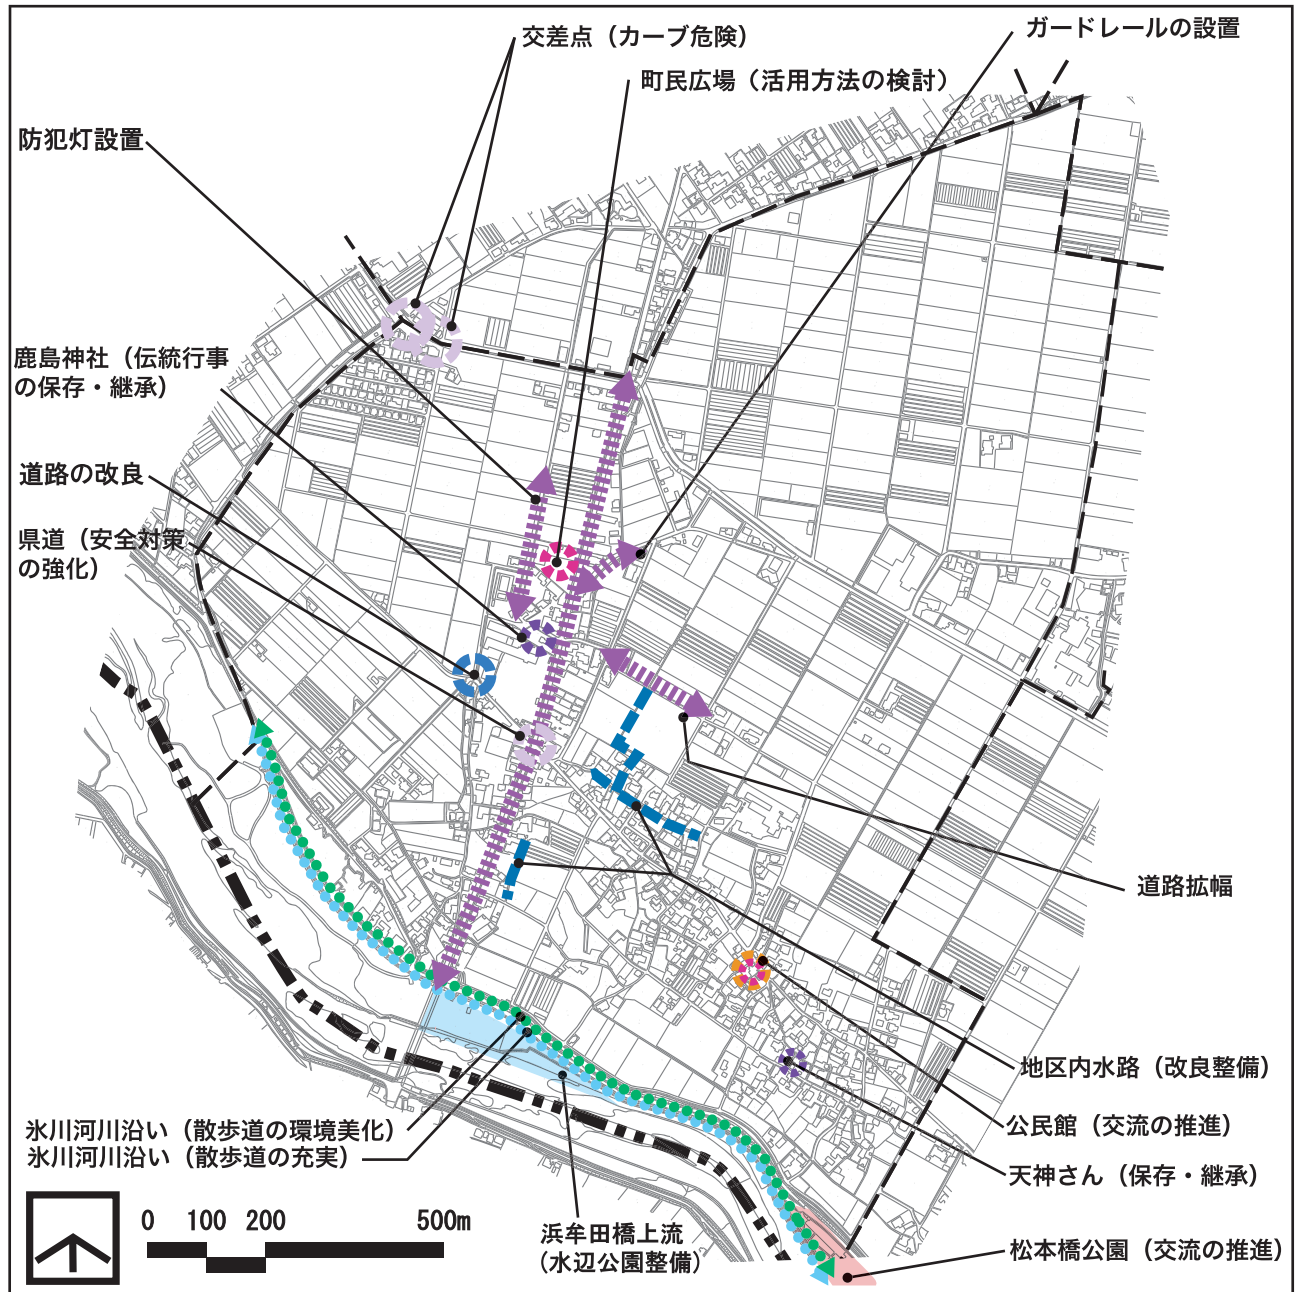 交差点（カーブ危険）
ガードレールの設置
町民広場（活用方法の検討）
防犯灯設置
鹿島神社（伝統行事
の保存・継承）
道路の改良
県道（安全対策
の強化）
道路拡幅
地区内水路（改良整備）
公民館（交流の推進）
天神さん（保存・継承）
松本橋公園（交流の推進）
氷川河川沿い（散歩道の環境美化）
氷川河川沿い（散歩道の充実）
浜牟田橋上流
（水辺公園整備）
0 100 200 500m